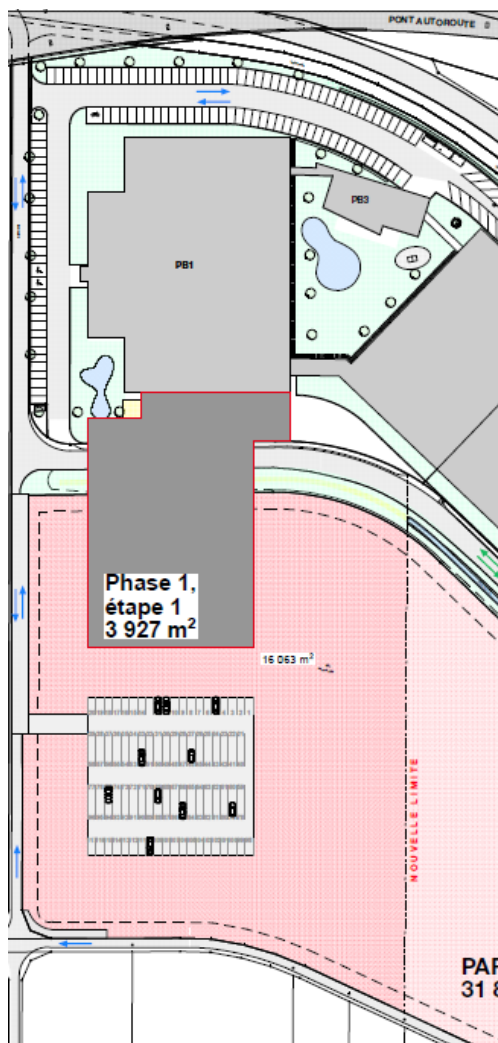 PONT AUTOROUTE
PB3
PB1
Phase 1,
étape 1
3 927 m²
16 063 m²
NOUVELLE LIMITE
PAR
31 8